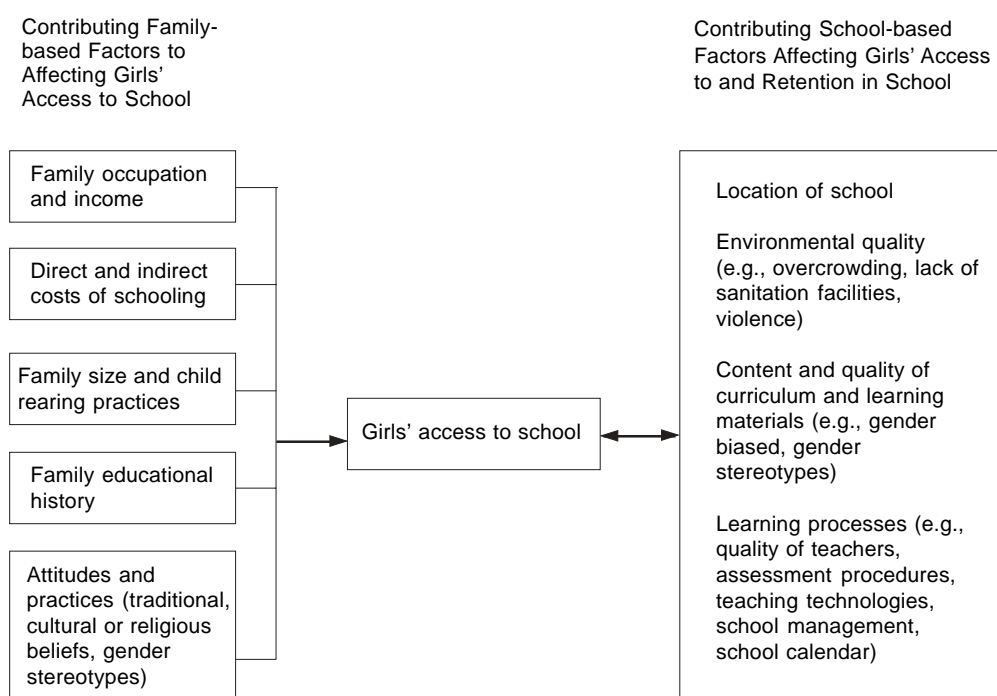 Contributing Family-
based Factors to
Affecting Girls’
Access to School
Family occupation
and income
Direct and indirect
costs of schooling
Family size and child
rearing practices
Family educational
history
Attitudes and
practices (traditional,
cultural or religious
beliefs, gender
stereotypes)
Girls’ access to school
Contributing School-based
Factors Affecting Girls’ Access
to and Retention in School
Location of school
Environmental quality
(e.g., overcrowding, lack of
sanitation facilities,
violence)
Content and quality of
curriculum and learning
materials (e.g., gender
biased, gender
stereotypes)
Learning processes (e.g.,
quality of teachers,
assessment procedures,
teaching technologies,
school management,
school calendar)